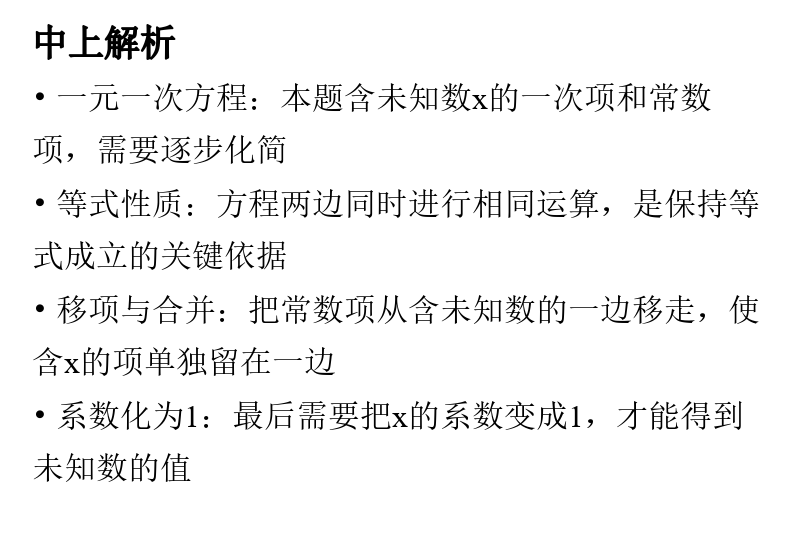 中上解析
• 一元一次方程：本题含未知数x的一次项和常数
项，需要逐步化简
• 等式性质：方程两边同时进行相同运算，是保持等
式成立的关键依据
• 移项与合并：把常数项从含未知数的一边移走，使
含x的项单独留在一边
• 系数化为1：最后需要把x的系数变成1，才能得到
未知数的值